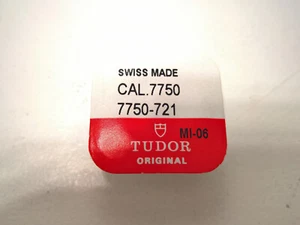 SWISS MADE
CAL.7750
7750-721
MI-06
TUDOR
ORIGINAL